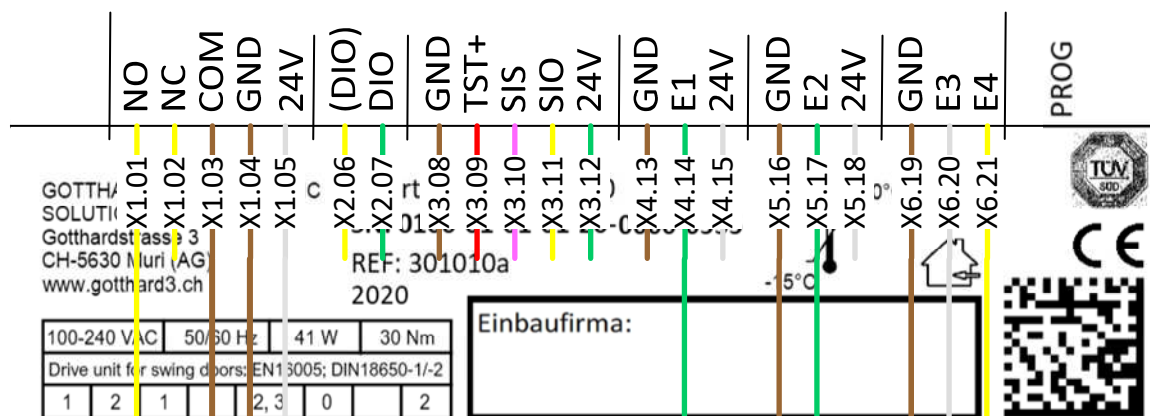 NO NC COM GND 24V (DIO) DIO GND TST+ SIS SIO 24V GND E1 24V GND E2 24V GND E3 E4 PROG
X1.01 X1.02 X1.03 X1.04 X1.05 X2.06 X2.07 X3.08 X3.09 X3.10 X3.11 X3.12 X4.13 X4.14 X4.15 X5.16 X5.17 X5.18 X6.19 X6.20 X6.21
TÜV
SÜD
Gotthardstrasse 3
CH-5630 Muri (AG)
www.gotthard3.ch
REF: 301010a
2020
-15°C
CE
Einbaufirma:
100-240 VAC 50/60 Hz 41 W 30 Nm
Drive unit for swing doors: EN16005; DIN18650-1/-2
1 2 1 2, 3 0 2